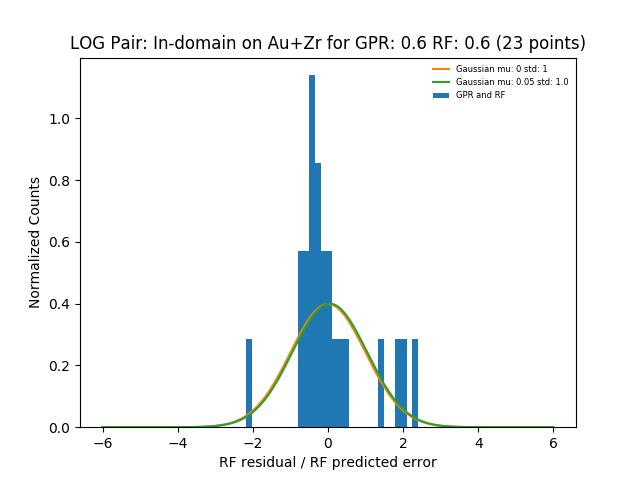 LOG Pair: In-domain on Au+Zr for GPR: 0.6 RF: 0.6 (23 points)
Gaussian mu: 0 std: 1
Gaussian mu: 0.05 std: 1.0
GPR and RF
Normalized Counts
1.0
0.8
0.6
0.4
0.2
0.0
−6 −4 −2 0 2 4 6
RF residual / RF predicted error